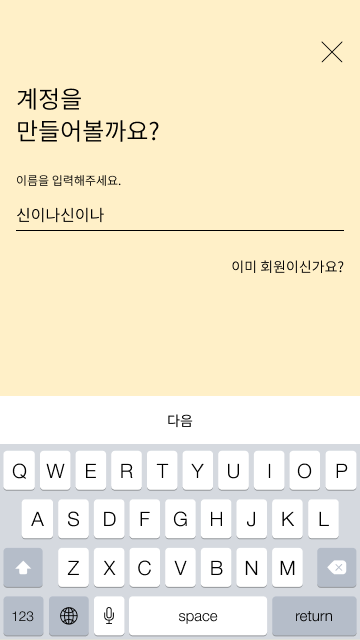 계정을
만들어볼까요?
이름을 입력해주세요.
신이나신이나
이미 회원이신가요?
다음
Q W E R T Y U I O P
A S D F G H J K L
Z X C V B N M
123 space return